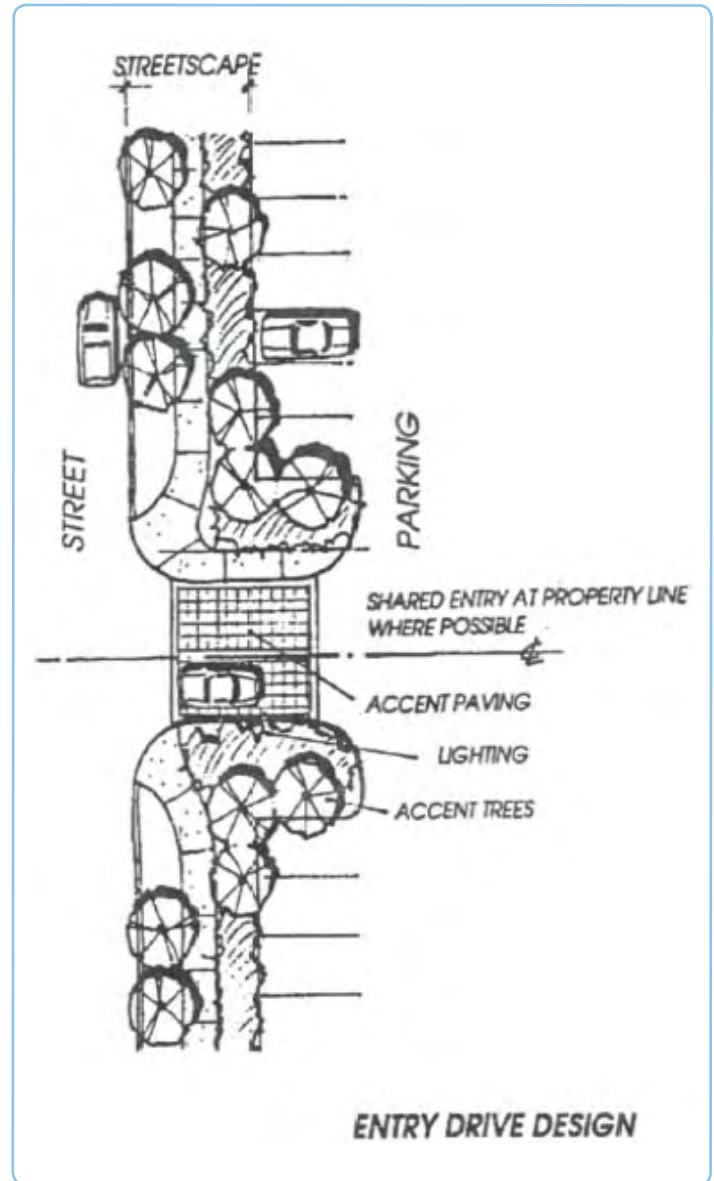 STREETSCAPE
STREET
PARKING
SHARED ENTRY AT PROPERTY LINE
WHERE POSSIBLE
℄
ACCENT PAVING
LIGHTING
ACCENT TREES
ENTRY DRIVE DESIGN